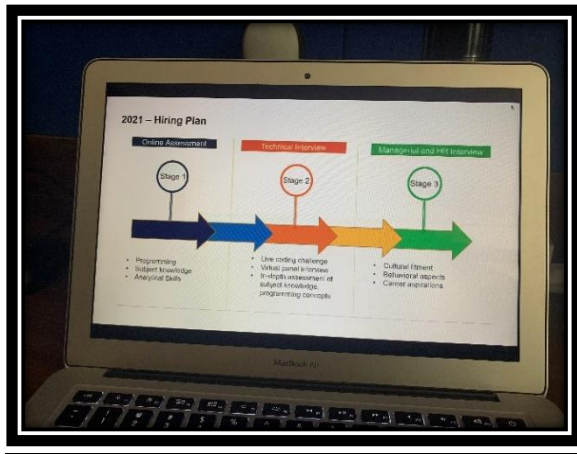 2021 – Hiring Plan
Online Assessment
Technical Interview
Managerial and HR Interview
Stage 1
Stage 2
Stage 3
• Programming
• Subject knowledge
• Analytical Skills
• Live coding challenge
• Virtual panel interview
• In-depth assessment of
subject knowledge,
programming concepts
• Cultural fitment
• Behavioral aspects
• Career aspirations
MacBook Air